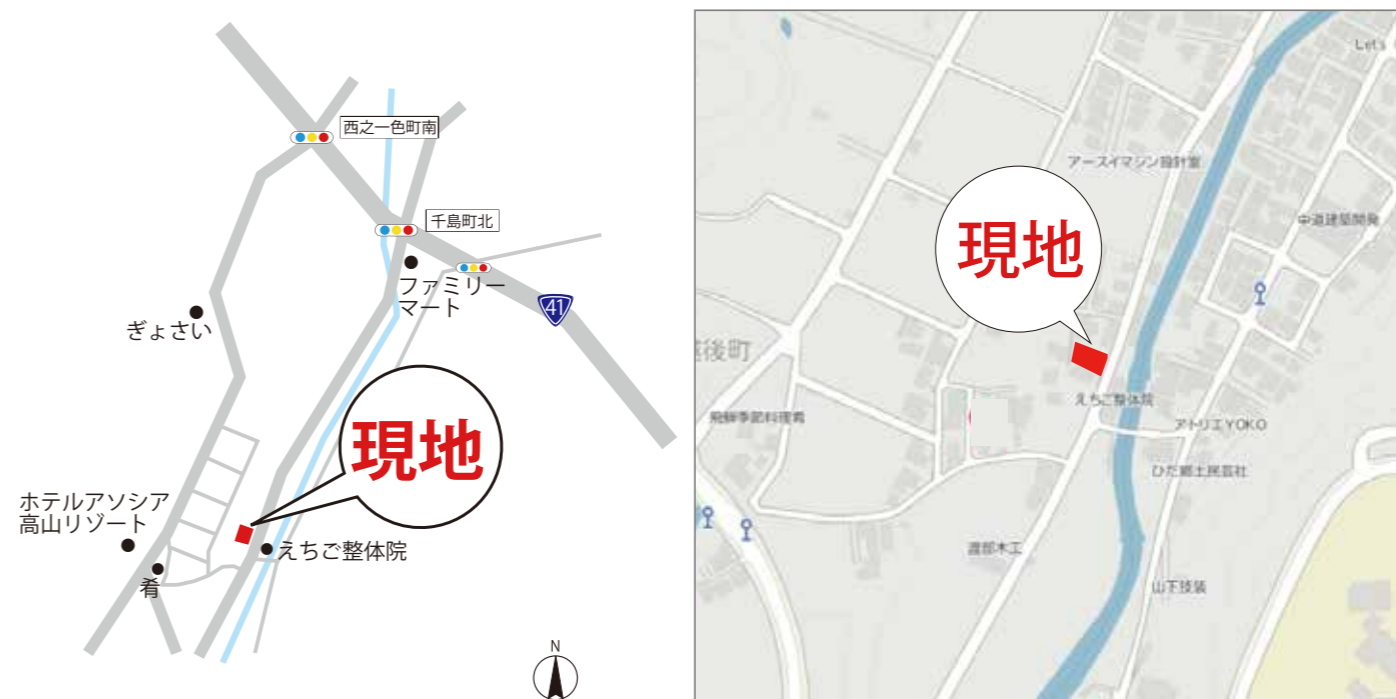 西之一色町南
千島町北
ファミリー
マート
41
ぎょさい
現地
ホテルアソシア
高山リゾート
えちご整体院
肴
N
Let's
アースイマジン設計室
現地
中道建築開発
後町
えちご整体院
飛騨季節料理肴
アトリエYOKO
ひだ郷土民芸社
渡部木工
山下技装